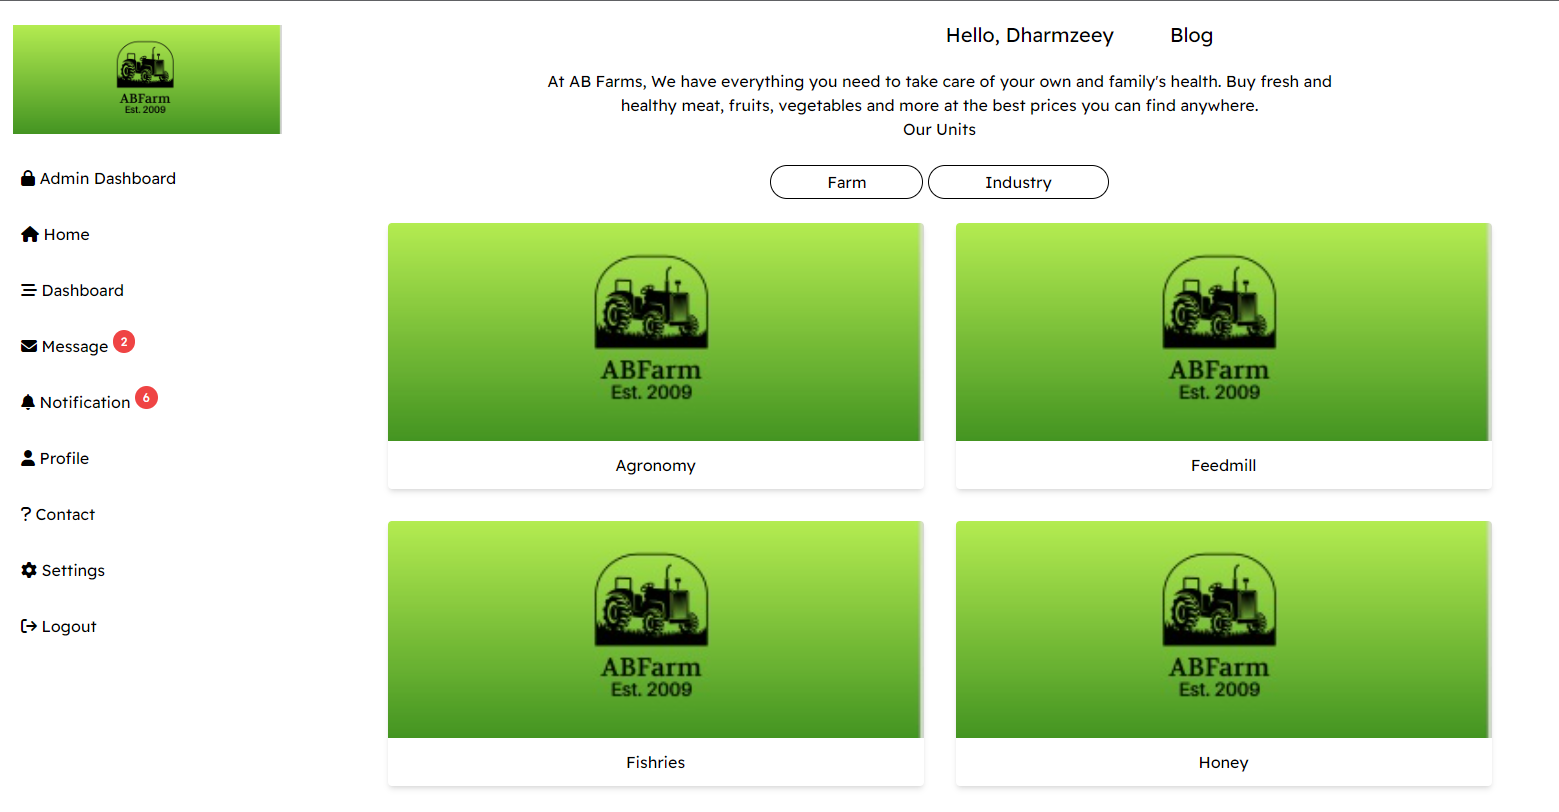 ABFarm
Est. 2009
Admin Dashboard
Home
Dashboard
Message 2
Notification 6
Profile
? Contact
Settings
Logout
Hello, Dharmzeey Blog
At AB Farms, We have everything you need to take care of your own and family's health. Buy fresh and
healthy meat, fruits, vegetables and more at the best prices you can find anywhere.
Our Units
Farm Industry
ABFarm
Est. 2009
Agronomy
ABFarm
Est. 2009
Feedmill
ABFarm
Est. 2009
Fishries
ABFarm
Est. 2009
Honey